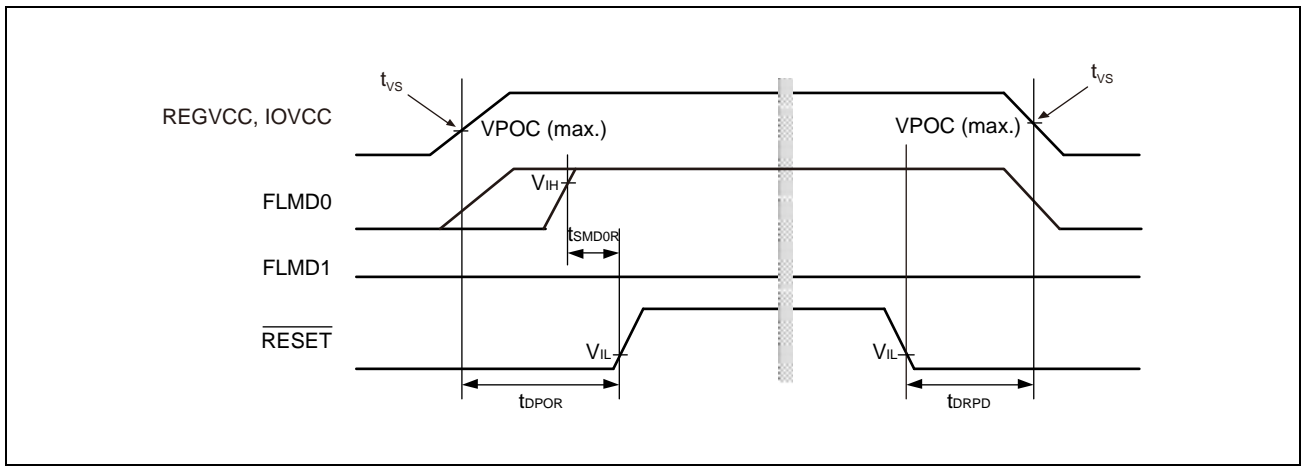 tVS
tVS
REGVCC, IOVCC
VPOC (max.)
VPOC (max.)
VIH
FLMD0
tSMD0R
FLMD1
RESET
VIL
VIL
tDPOR
tDRPD